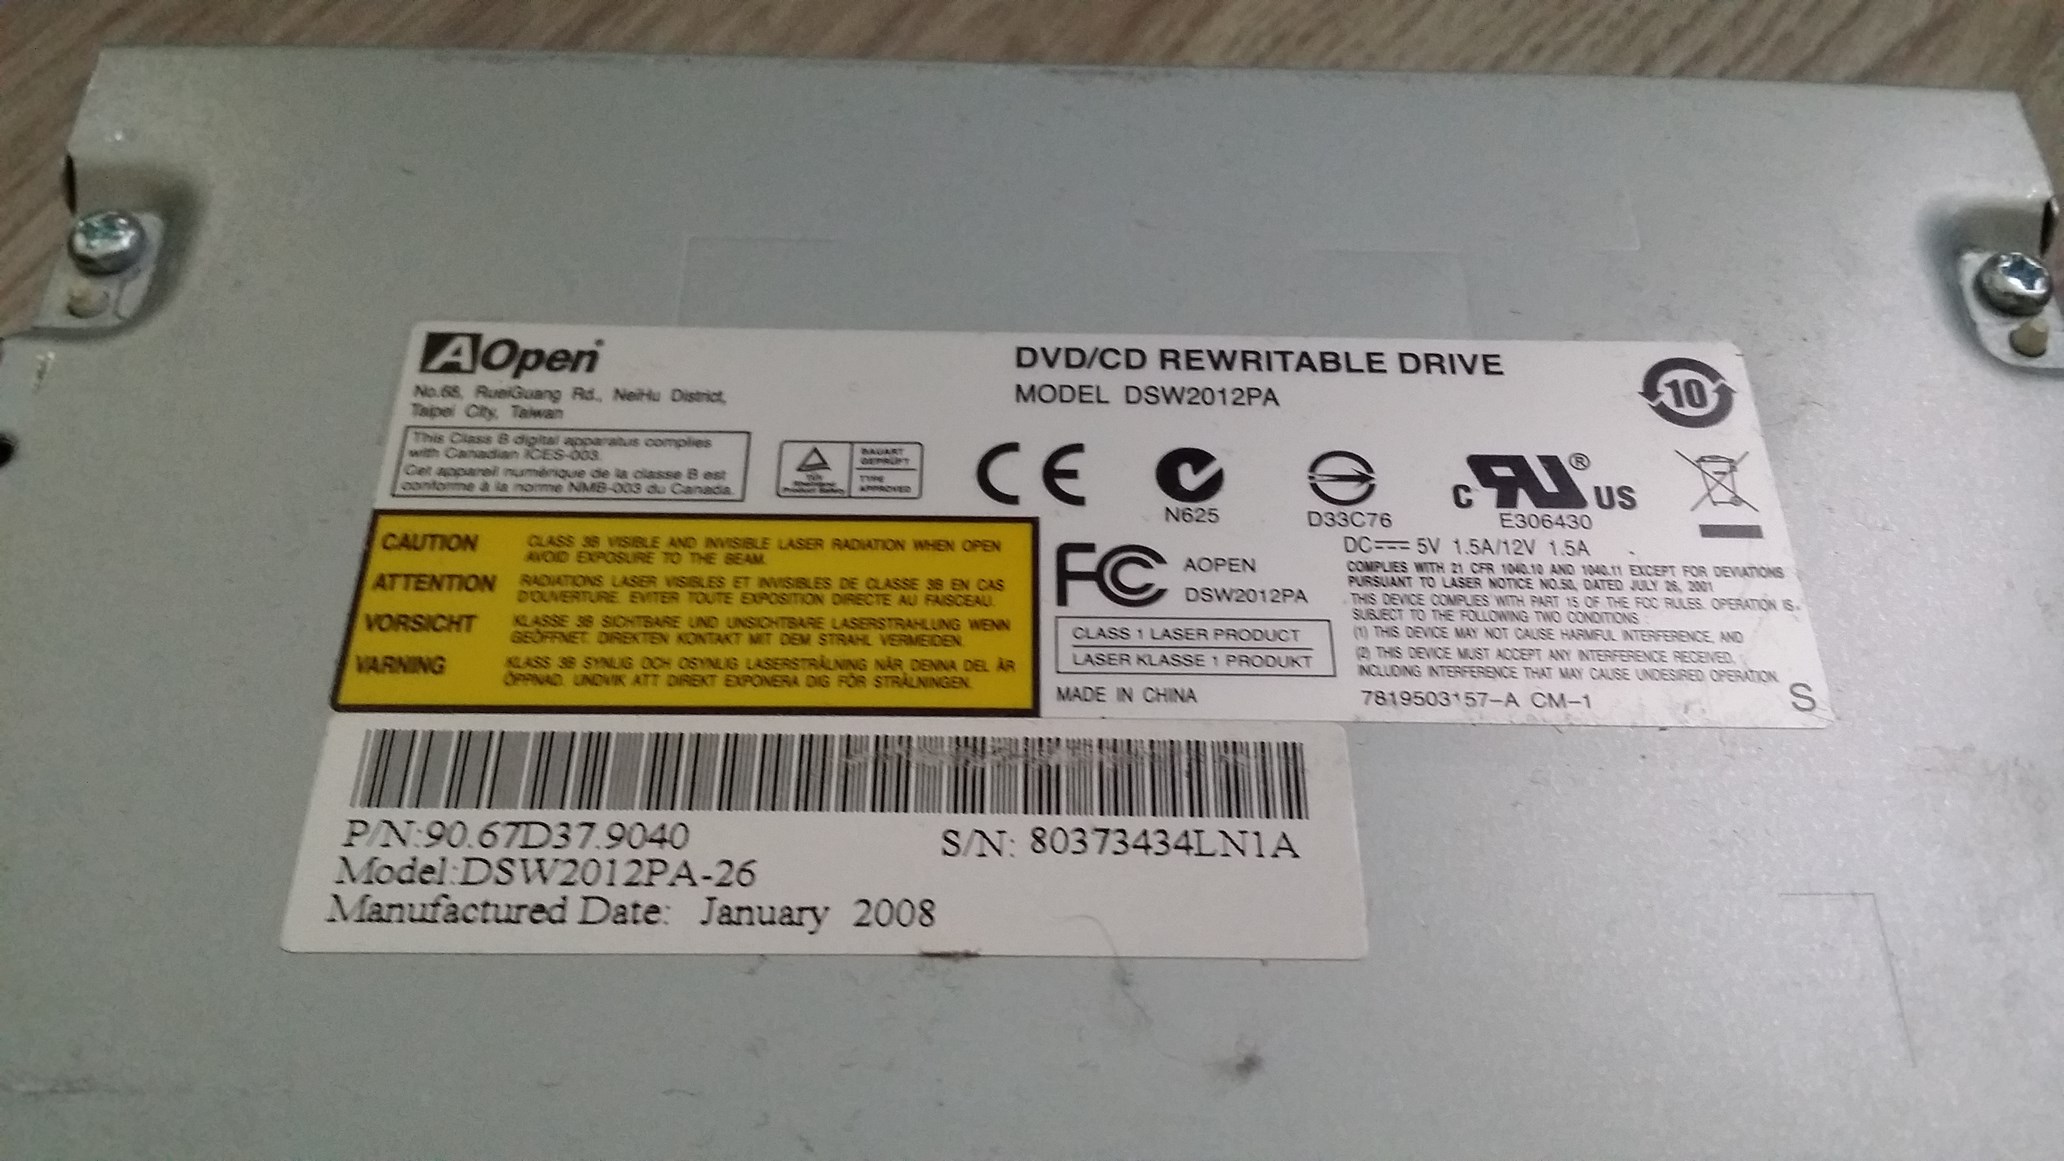 AOpen
No.68, RueiGuang Rd., NeiHu District,
Taipei City, Taiwan
This Class B digital apparatus complies
with Canadian ICES-003.
Cet appareil numérique de la classe B est
conforme à la norme NMB-003 du Canada.
BAUART
GEPRÜFT
TYPE
APPROVED
DVD/CD REWRITABLE DRIVE
MODEL DSW2012PA
10
CE
N625
D33C76
C RU® US
E306430
CAUTION CLASS 3B VISIBLE AND INVISIBLE LASER RADIATION WHEN OPEN
AVOID EXPOSURE TO THE BEAM.
ATTENTION RADIATIONS LASER VISIBLES ET INVISIBLES DE CLASSE 3B EN CAS
D'OUVERTURE. EVITER TOUTE EXPOSITION DIRECTE AU FAISCEAU.
VORSICHT KLASSE 3B SICHTBARE UND UNSICHTBARE LASERSTRAHLUNG WENN
GEÖFFNET. DIREKTEN KONTAKT MIT DEM STRAHL VERMEIDEN.
VARNING KLASS 3B SYNLIG OCH OSYNLIG LASERSTRÅLNING NÄR DENNA DEL ÄR
ÖPPNAD. UNDVIK ATT DIREKT EXPONERA DIG FÖR STRÅLNINGEN.
FCC AOPEN
DSW2012PA
CLASS 1 LASER PRODUCT
LASER KLASSE 1 PRODUKT
MADE IN CHINA
DC 5V 1.5A/12V 1.5A
COMPLIES WITH 21 CFR 1040.10 AND 1040.11 EXCEPT FOR DEVIATIONS
PURSUANT TO LASER NOTICE NO.50, DATED JULY 26, 2001
THIS DEVICE COMPLIES WITH PART 15 OF THE FCC RULES. OPERATION IS
SUBJECT TO THE FOLLOWING TWO CONDITIONS :
(1) THIS DEVICE MAY NOT CAUSE HARMFUL INTERFERENCE, AND
(2) THIS DEVICE MUST ACCEPT ANY INTERFERENCE RECEIVED,
INCLUDING INTERFERENCE THAT MAY CAUSE UNDESIRED OPERATION.
7819503157-A CM-1
S
P/N:90.67D37.9040
S/N: 80373434LN1A
Model:DSW2012PA-26
Manufactured Date: January 2008